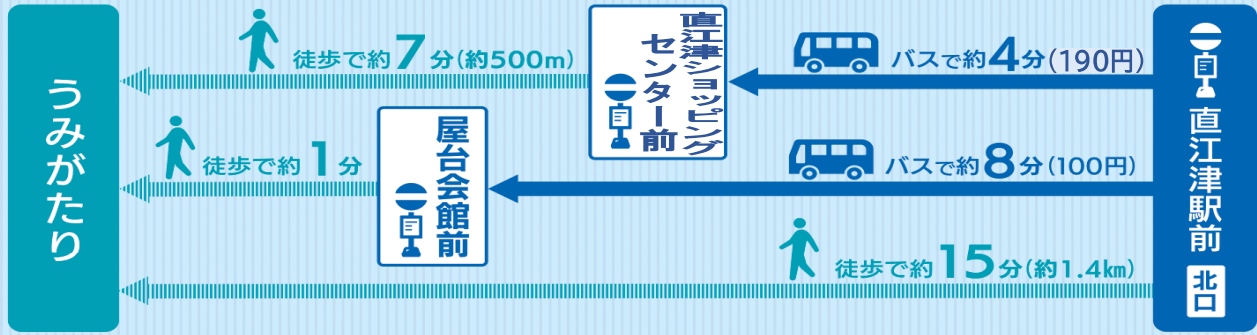 うみがたり
徒歩で約7分(約500m)
直江津ショッピング
センター前
バスで約4分(190円)
徒歩で約1分
屋台会館前
バスで約8分(100円)
徒歩で約15分(約1.4㎞)
直江津駅前
北口